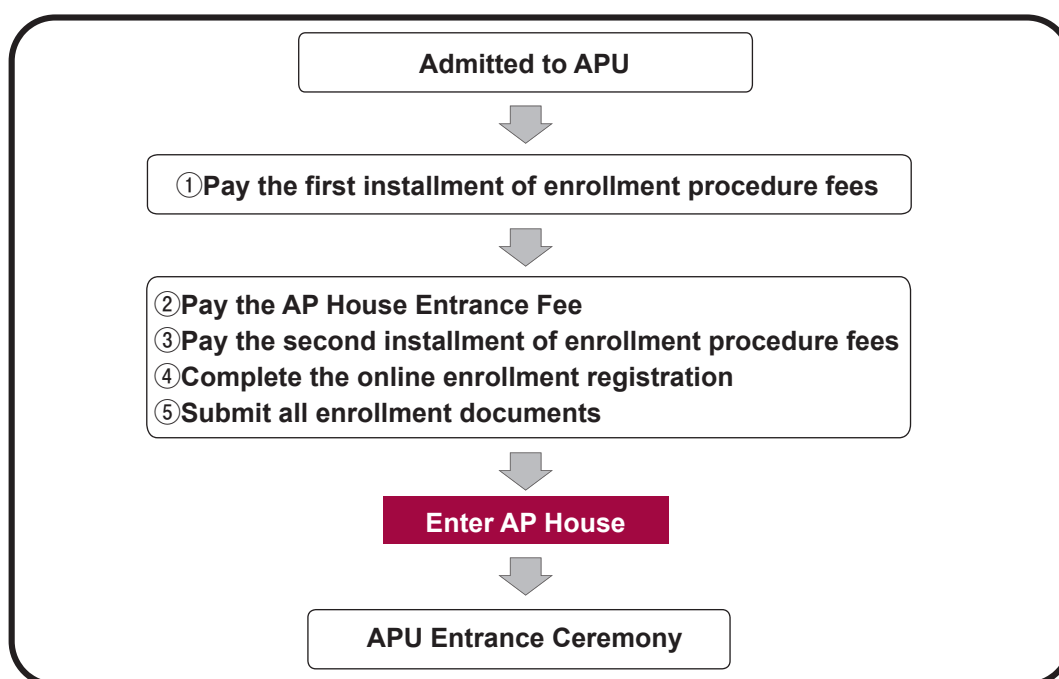 Admitted to APU
①Pay the first installment of enrollment procedure fees
②Pay the AP House Entrance Fee
③Pay the second installment of enrollment procedure fees
④Complete the online enrollment registration
⑤Submit all enrollment documents
Enter AP House
APU Entrance Ceremony